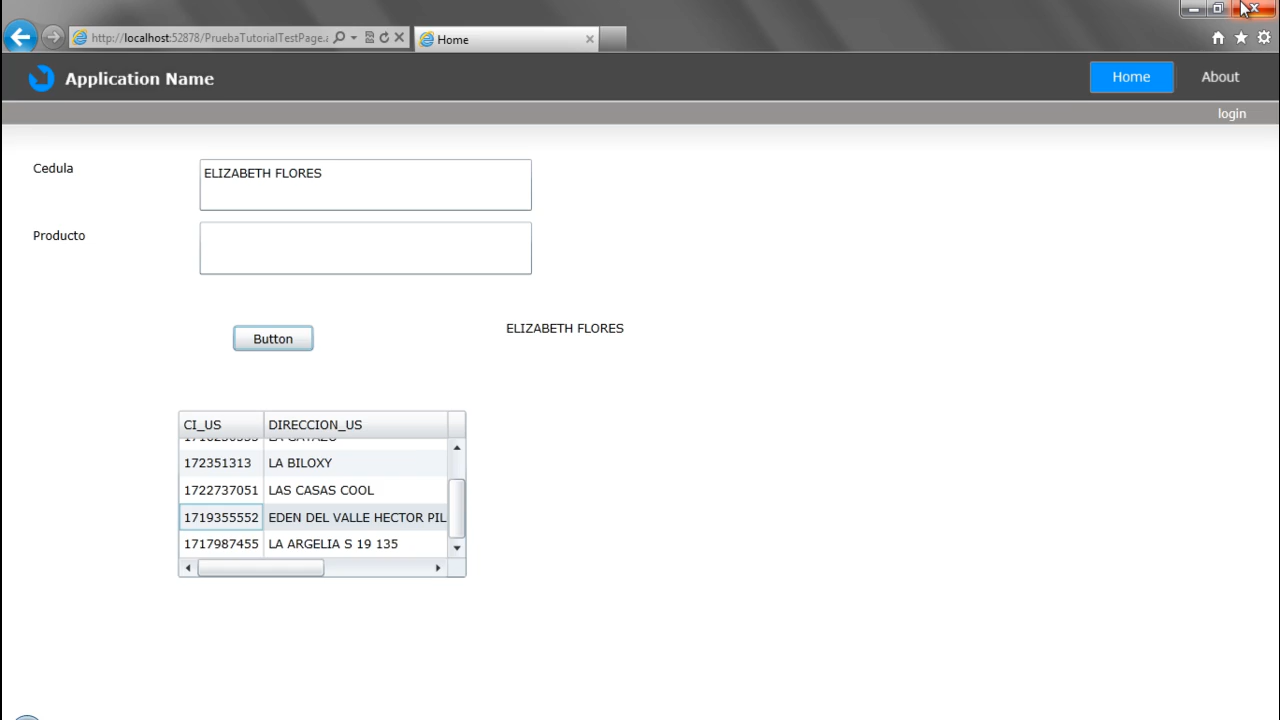 http://localhost:52878/PruebaTutorialTestPage.a
Home
Application Name
Home
About
login
Cedula
ELIZABETH FLORES
Producto
Button
ELIZABETH FLORES
CI_US DIRECCION_US
172351313 LA BILOXY
1722737051 LAS CASAS COOL
1719355552 EDEN DEL VALLE HECTOR PIL
1717987455 LA ARGELIA S 19 135